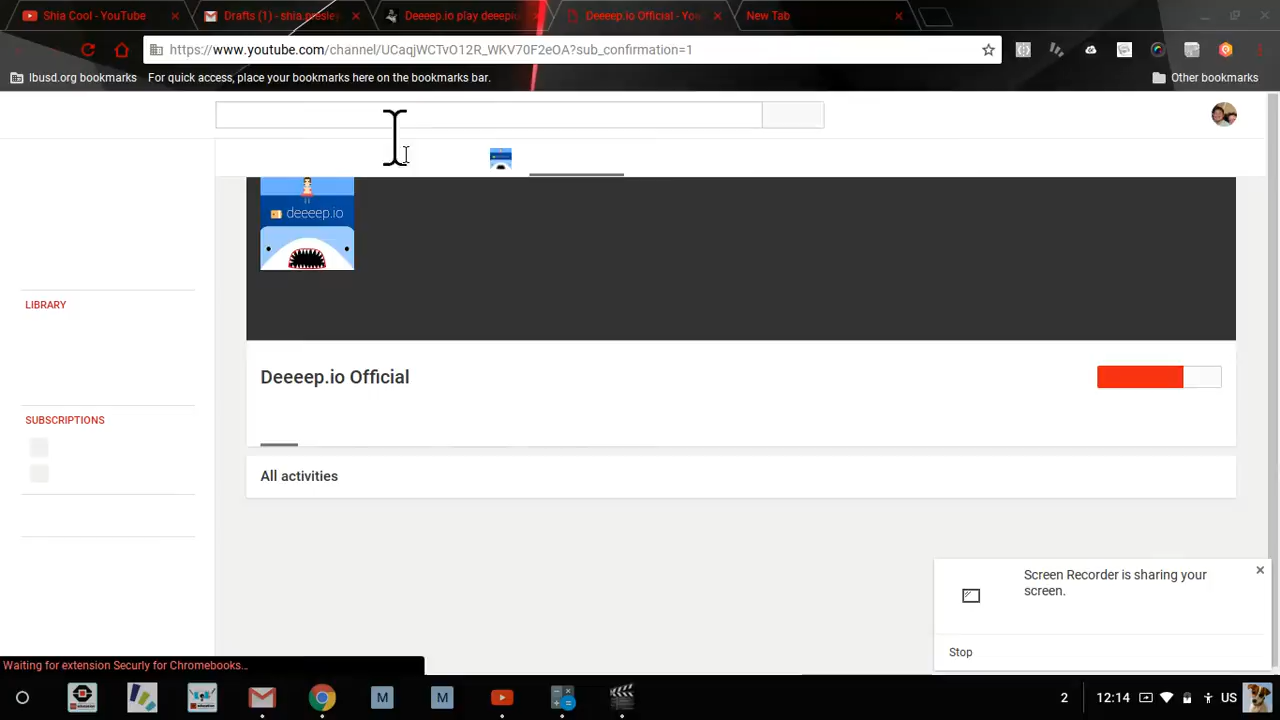 Shia Cool - YouTube
Drafts (1) - shia.presley
Deeeep.io play deeepio
Deeeep.io Official - You
New Tab
https://www.youtube.com/channel/UCaqjWCTvO12R_WKV70F2eOA?sub_confirmation=1
lbusd.org bookmarks
For quick access, place your bookmarks here on the bookmarks bar.
Other bookmarks
deeeep.io
LIBRARY
Deeeep.io Official
SUBSCRIPTIONS
All activities
Screen Recorder is sharing your
screen.
Stop
Waiting for extension Securly for Chromebooks...
M
M
2
12:14
US